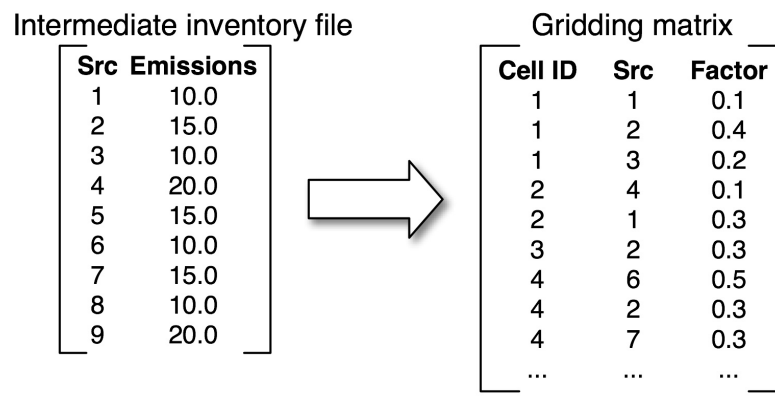 Intermediate inventory file
Src Emissions
1 10.0
2 15.0
3 10.0
4 20.0
5 15.0
6 10.0
7 15.0
8 10.0
9 20.0
Gridding matrix
Cell ID Src Factor
1 1 0.1
1 2 0.4
1 3 0.2
2 4 0.1
2 1 0.3
3 2 0.3
4 6 0.5
4 2 0.3
4 7 0.3
... ... ...